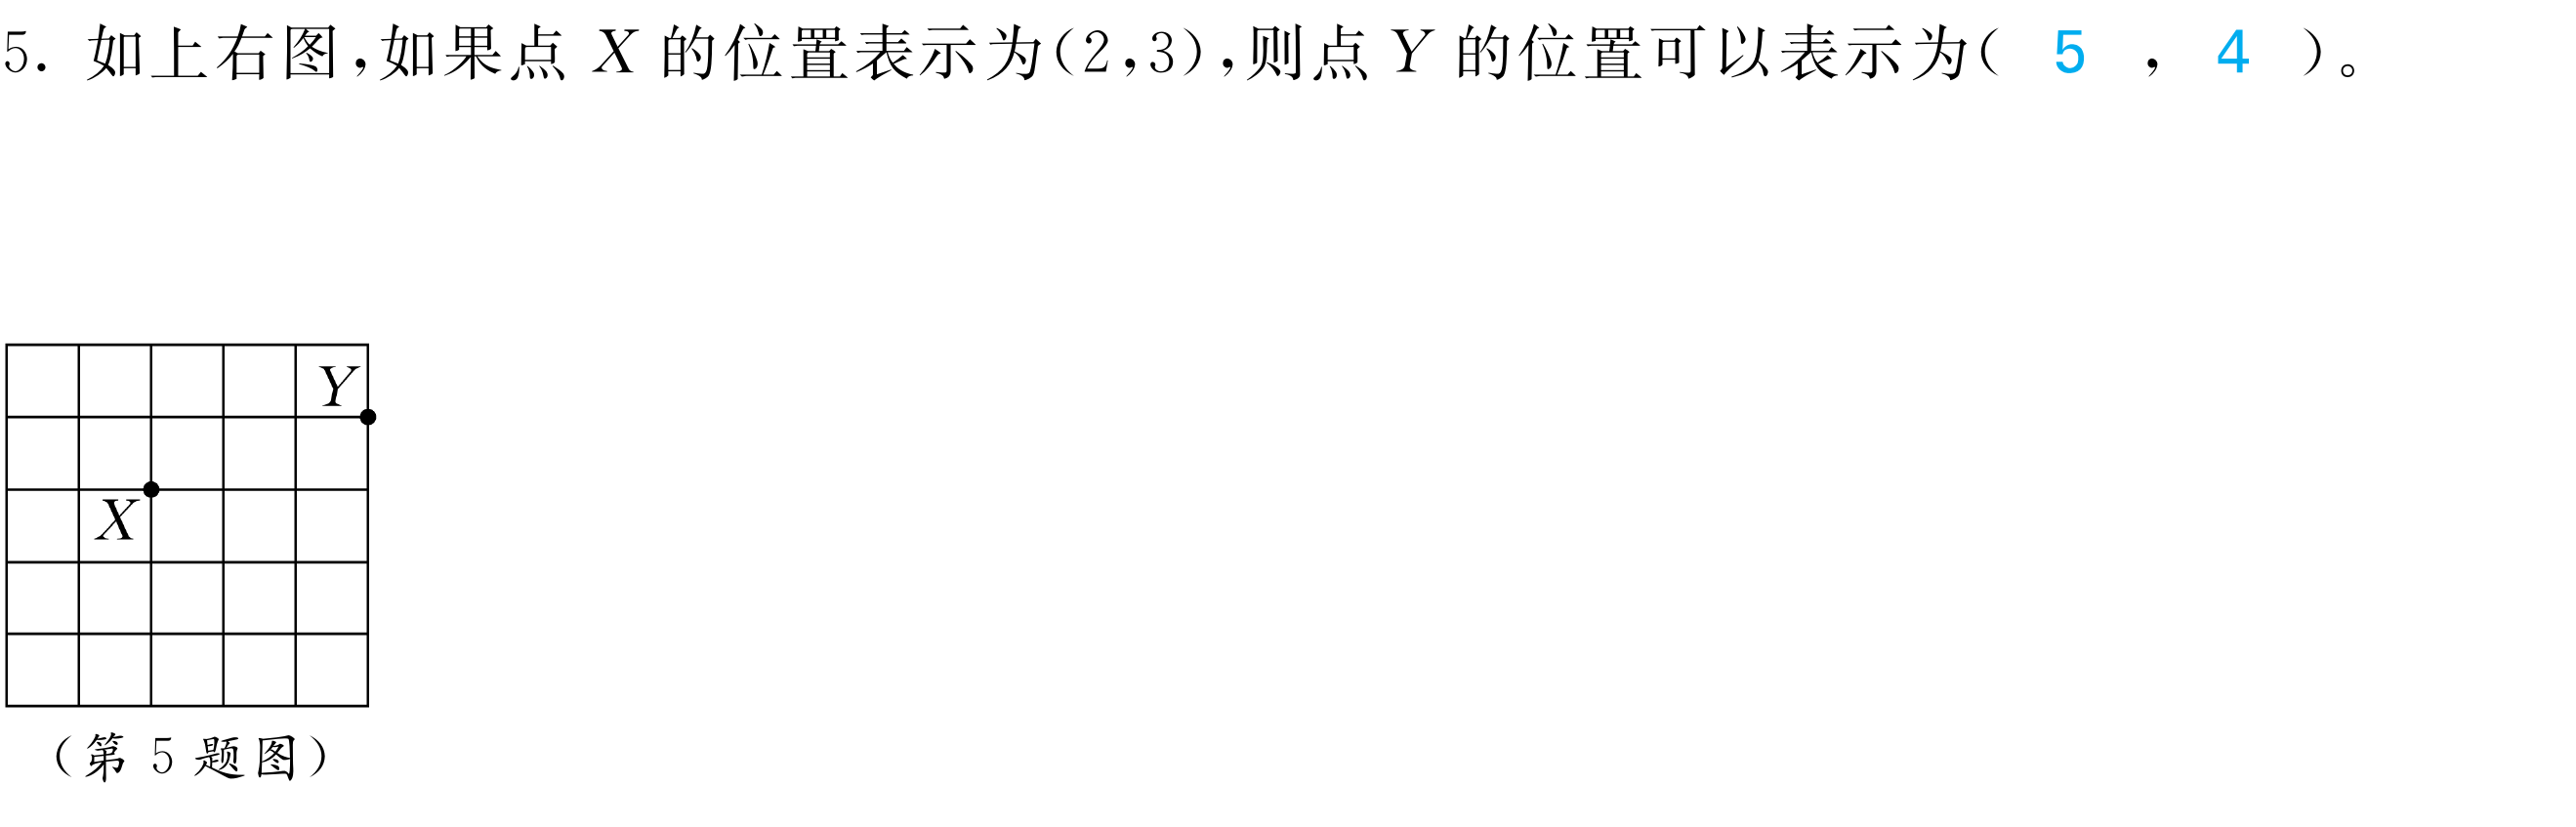 5. 如上右图,如果点 X 的位置表示为(2,3),则点 Y 的位置可以表示为( 5 , 4 )。
Y
X
(第 5 题图)